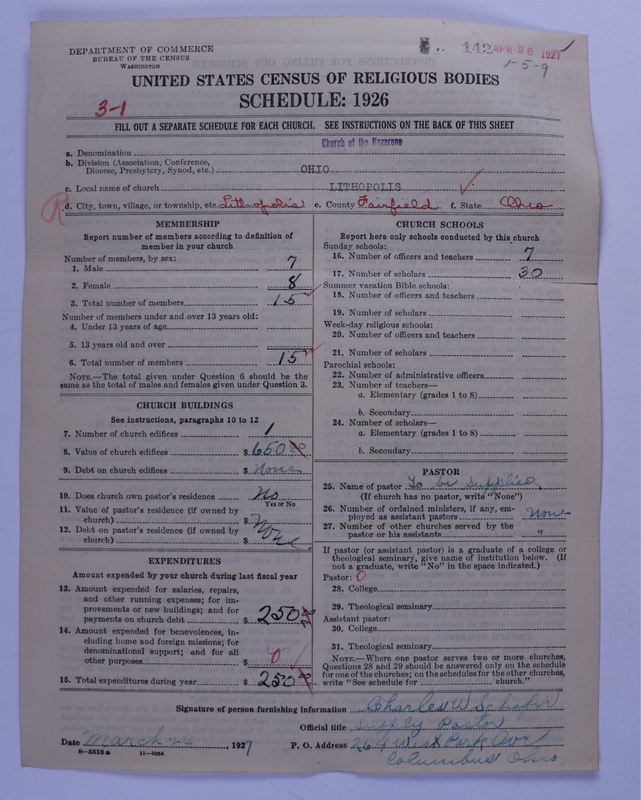 DEPARTMENT OF COMMERCE
BUREAU OF THE CENSUS
WASHINGTON
142 APR 26 1927
1-5-9
UNITED STATES CENSUS OF RELIGIOUS BODIES
SCHEDULE: 1926
3-1
FILL OUT A SEPARATE SCHEDULE FOR EACH CHURCH. SEE INSTRUCTIONS ON THE BACK OF THIS SHEET
a. Denomination Church of the Nazarene
b. Division (Association, Conference,
Diocese, Presbytery, Synod, etc.) OHIO
c. Local name of church LITHOPOLIS
R d. City, town, village, or township, etc. Lithopolis e. County Fairfield f. State Ohio
MEMBERSHIP
Report number of members according to definition of
member in your church
Number of members, by sex:
1. Male 7
2. Female 8
3. Total number of members 15
Number of members under and over 13 years old:
4. Under 13 years of age
5. 13 years old and over
6. Total number of members 15
NOTE.—The total given under Question 6 should be the
same as the total of males and females given under Question 3.
CHURCH BUILDINGS
See instructions, paragraphs 10 to 12
7. Number of church edifices 1
8. Value of church edifices $ 650 00
9. Debt on church edifices $ None
10. Does church own pastor's residence No
Yes or No
11. Value of pastor's residence (if owned by
church) $
12. Debt on pastor's residence (if owned by
church) $ None
EXPENDITURES
Amount expended by your church during last fiscal year
13. Amount expended for salaries, repairs,
and other running expenses; for im-
provements or new buildings; and for
payments on church debt $ 250 00
14. Amount expended for benevolences, in-
cluding home and foreign missions; for
denominational support; and for all
other purposes $ 0
15. Total expenditures during year $ 250 00
CHURCH SCHOOLS
Report here only schools conducted by this church
Sunday schools:
16. Number of officers and teachers 7
17. Number of scholars 30
Summer vacation Bible schools:
18. Number of officers and teachers
19. Number of scholars
Week-day religious schools:
20. Number of officers and teachers
21. Number of scholars
Parochial schools:
22. Number of administrative officers
23. Number of teachers—
a. Elementary (grades 1 to 8)
b. Secondary
24. Number of scholars—
a. Elementary (grades 1 to 8)
b. Secondary
PASTOR
25. Name of pastor To be supplied
(If church has no pastor, write "None")
26. Number of ordained ministers, if any, em-
ployed as assistant pastors None
27. Number of other churches served by the
pastor or his assistants "
If pastor (or assistant pastor) is a graduate of a college or
theological seminary, give name of institution below. (If
not a graduate, write "No" in the space indicated.)
Pastor: 0
28. College
29. Theological seminary
Assistant pastor:
30. College
31. Theological seminary
NOTE.—Where one pastor serves two or more churches,
Questions 28 and 29 should be answered only on the schedule
for one of the churches; on the schedules for the other churches,
write "See schedule for church."
Signature of person furnishing information Charles W Schafer
Official title Supply Pastor
Date March 24, 1927 P. O. Address 264 West Park Ave
Columbus Ohio.
8-5518 a 11-9264